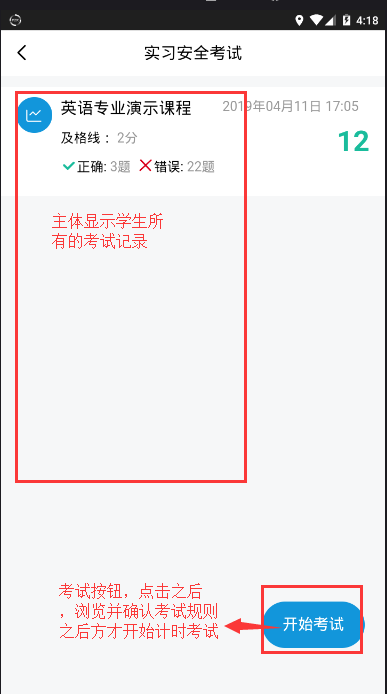 4:18
实习安全考试
英语专业演示课程 2019年04月11日 17:05
及格线： 2分
12
正确: 3题 错误: 22题
主体显示学生所
有的考试记录
考试按钮，点击之后
，浏览并确认考试规则
之后方才开始计时考试
开始考试